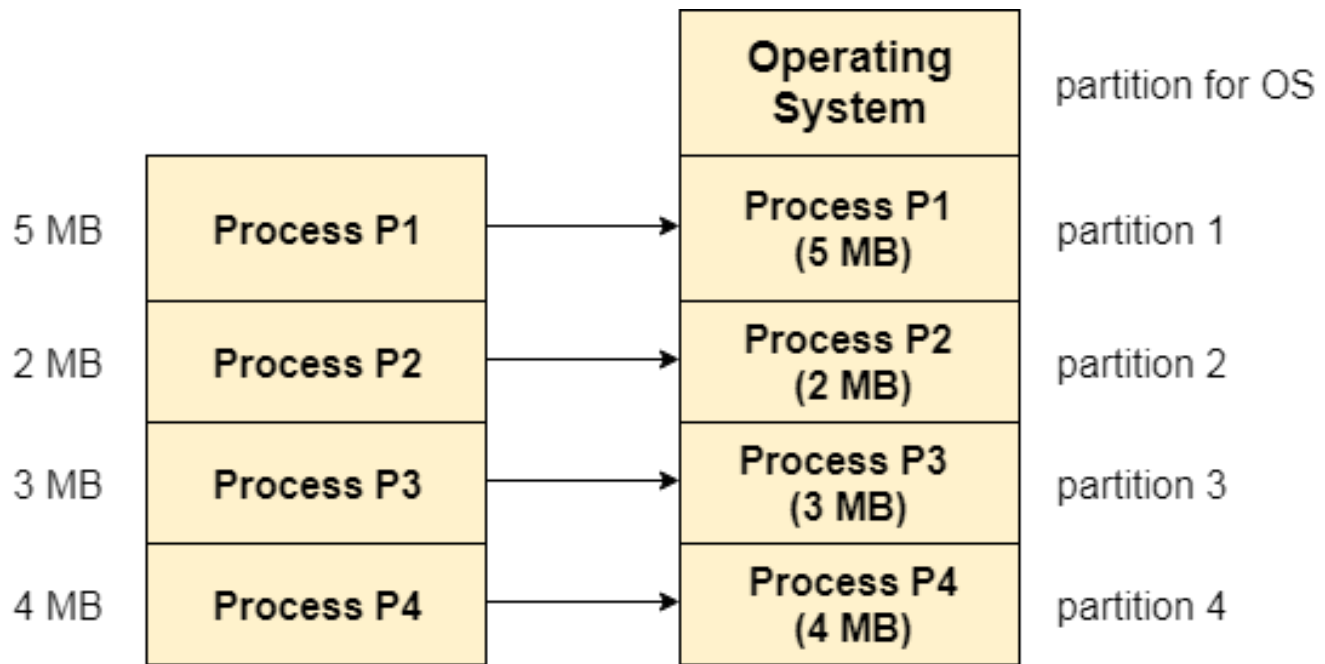 Operating
System
partition for OS
5 MB
Process P1
Process P1
(5 MB)
partition 1
2 MB
Process P2
Process P2
(2 MB)
partition 2
3 MB
Process P3
Process P3
(3 MB)
partition 3
4 MB
Process P4
Process P4
(4 MB)
partition 4